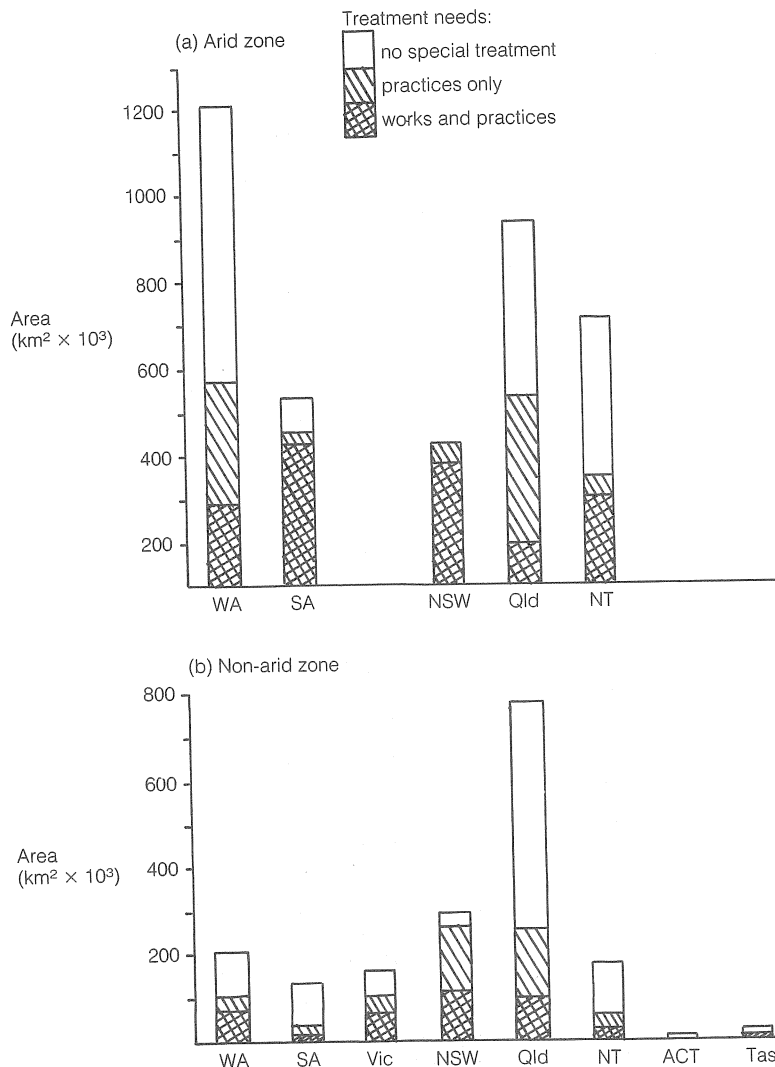 Treatment needs:
(a) Arid zone
no special treatment
practices only
works and practices
1200
1000
800
Area
(km² × 10³)
600
400
200
WA SA NSW Qld NT
(b) Non-arid zone
800
600
Area
(km² × 10³)
400
200
WA SA Vic NSW Qld NT ACT Tas